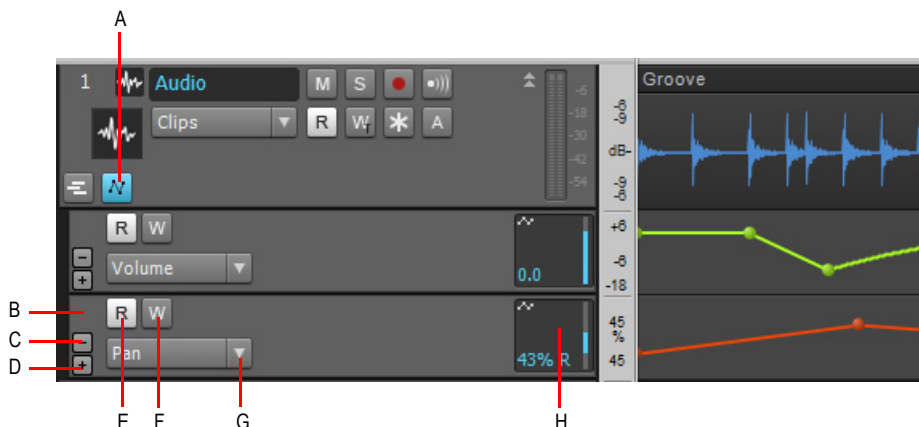 A
1 Audio M S
Clips R W A
-6
-18
-30
-42
-54
-6
-9
dB-
-9
-6
Groove
R W
Volume
0.0
+6
-6
-18
B
R W
C
Pan
D
43% R
45
%
45
E F G H